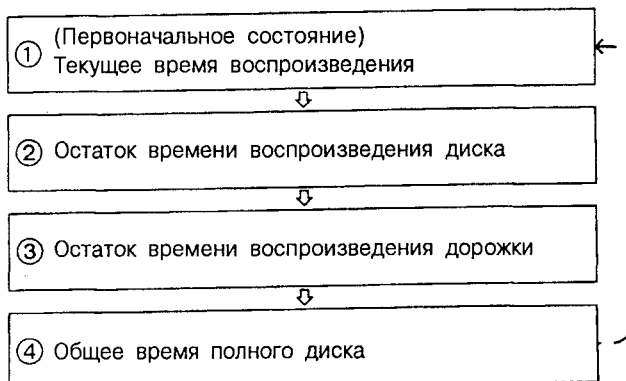 ① (Первоначальное состояние)
Текущее время воспроизведения
② Остаток времени воспроизведения диска
③ Остаток времени воспроизведения дорожки
④ Общее время полного диска